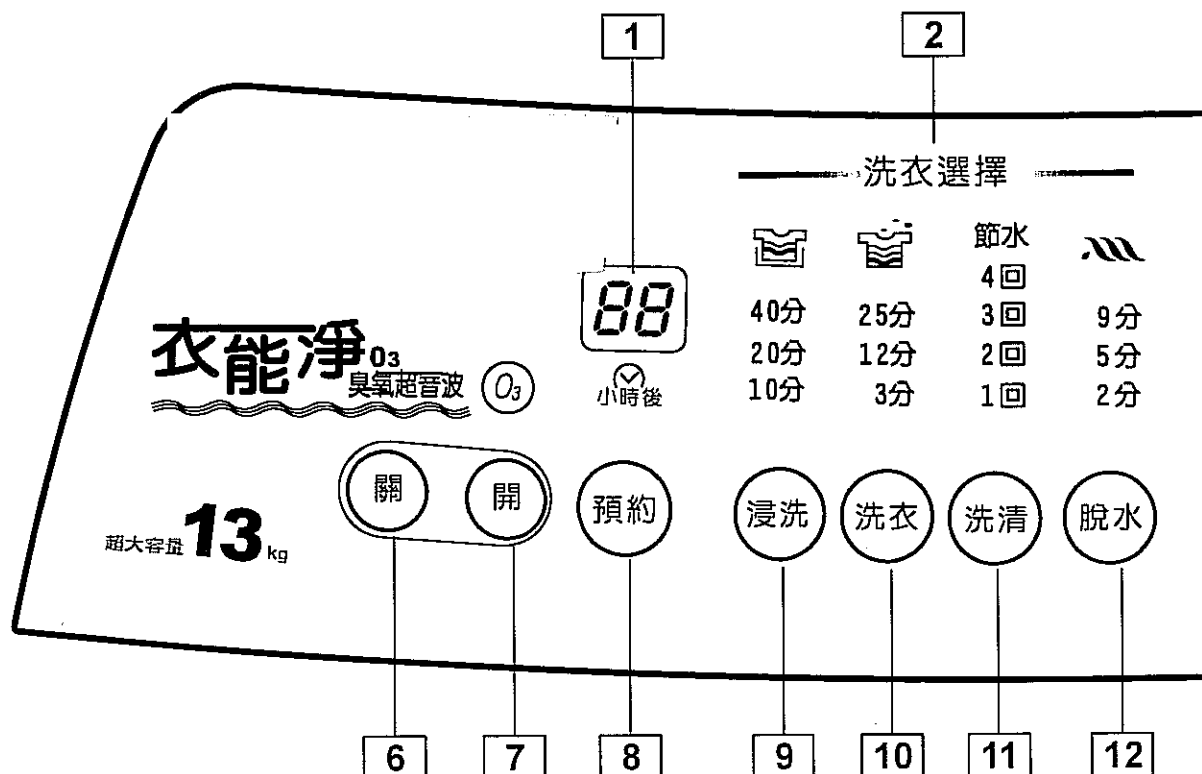 1
2
洗衣選擇
節水
4回
40分 25分 3回 9分
20分 12分 2回 5分
10分 3分 1回 2分
88
小時後
衣能淨O3
臭氧超音波 O3
關 開 預約 浸洗 洗衣 洗清 脫水
超大容量 13 kg
6 7 8 9 10 11 12